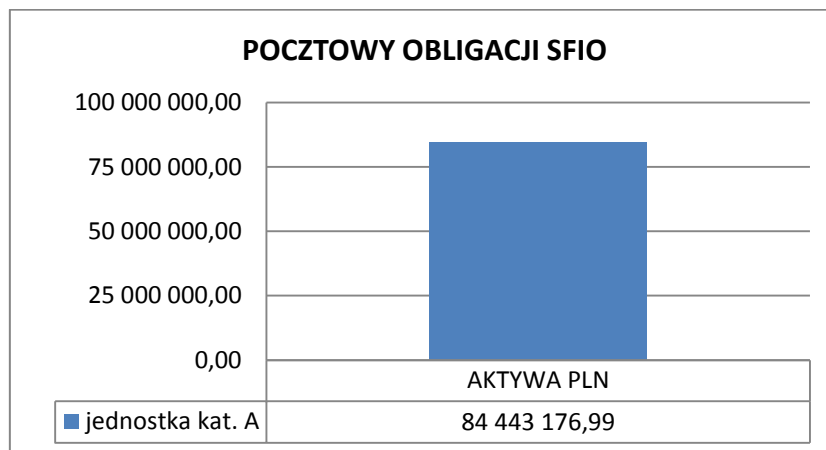 POCZTOWY OBLIGACJI SFIO
100 000 000,00
75 000 000,00
50 000 000,00
25 000 000,00
0,00
AKTYWA PLN
jednostka kat. A 84 443 176,99